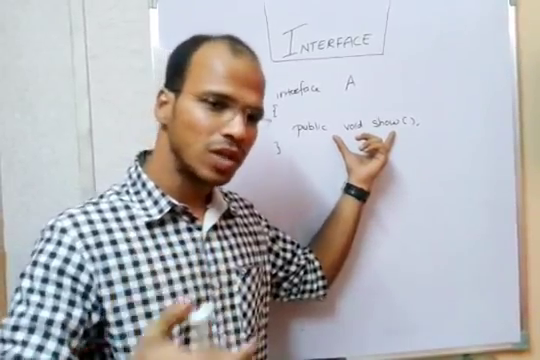 INTERFACE
interface A
{
public void show();
}